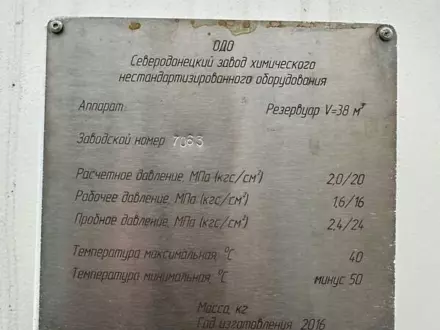 ОДО
Северодонецкий завод химического
нестандартизированного оборудования
Аппарат Резервуар V=38 м³
Заводской номер 7063
Расчетное давление, МПа (кгс/см²) 2,0/20
Рабочее давление, МПа (кгс/см²) 1,6/16
Пробное давление, МПа (кгс/см²) 2,4/24
Температура максимальная, °С 40
Температура минимальная, °С минус 50
Масса, кг
Год изготовления 2016